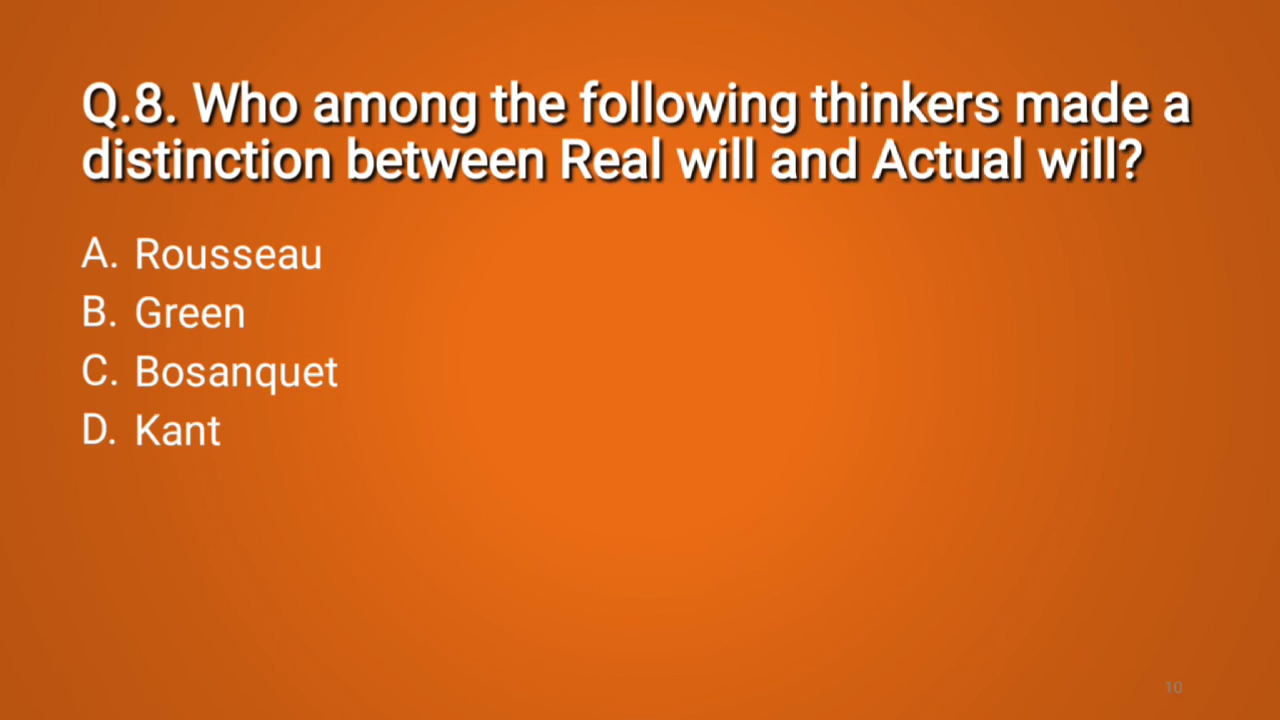 Q.8. Who among the following thinkers made a
distinction between Real will and Actual will?
A. Rousseau
B. Green
C. Bosanquet
D. Kant
10